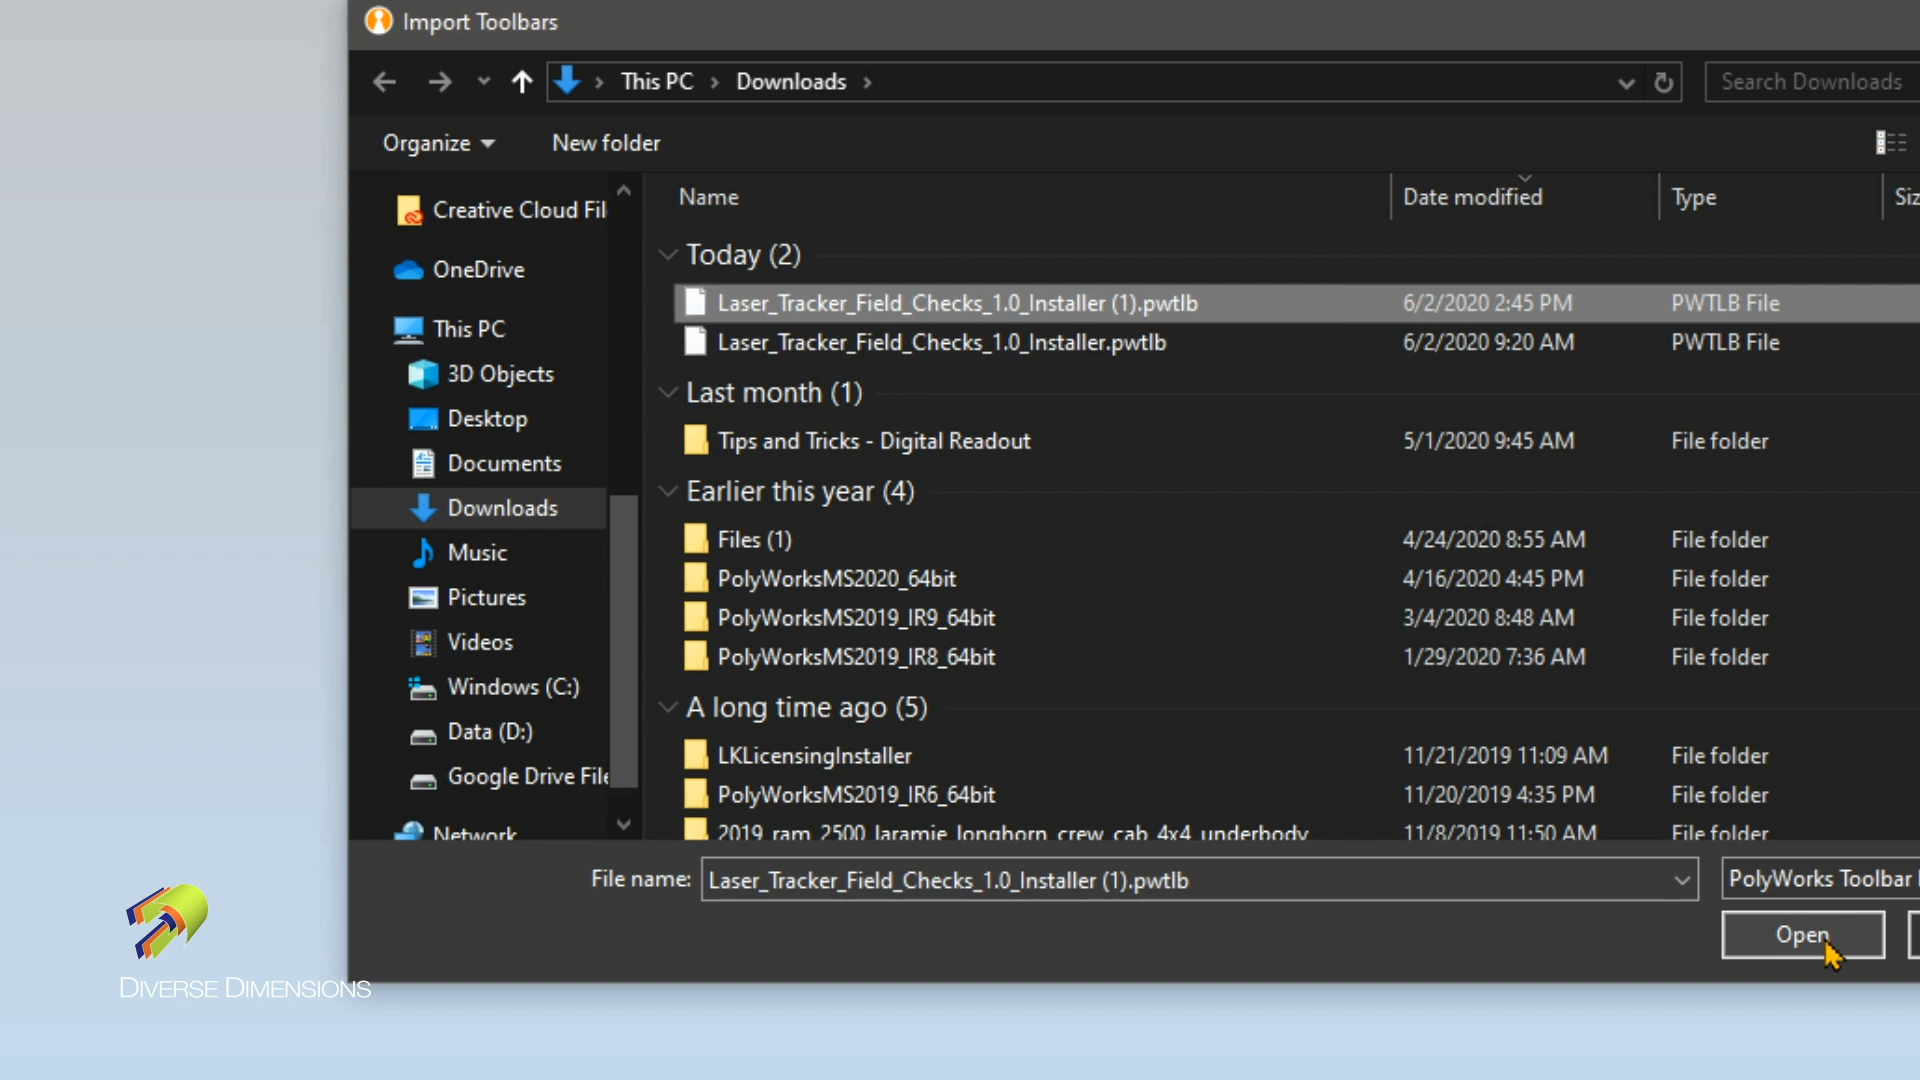 Import Toolbars
This PC
Downloads
Search Downloads
Organize
New folder
Name
Date modified
Type
Siz
Creative Cloud Fil
OneDrive
This PC
3D Objects
Desktop
Documents
Downloads
Music
Pictures
Videos
Windows (C:)
Data (D:)
Google Drive File
Network
Today (2)
Laser_Tracker_Field_Checks_1.0_Installer (1).pwtlb 6/2/2020 2:45 PM PWTLB File
Laser_Tracker_Field_Checks_1.0_Installer.pwtlb 6/2/2020 9:20 AM PWTLB File
Last month (1)
Tips and Tricks - Digital Readout 5/1/2020 9:45 AM File folder
Earlier this year (4)
Files (1) 4/24/2020 8:55 AM File folder
PolyWorksMS2020_64bit 4/16/2020 4:45 PM File folder
PolyWorksMS2019_IR9_64bit 3/4/2020 8:48 AM File folder
PolyWorksMS2019_IR8_64bit 1/29/2020 7:36 AM File folder
A long time ago (5)
LKLicensingInstaller 11/21/2019 11:09 AM File folder
PolyWorksMS2019_IR6_64bit 11/20/2019 4:35 PM File folder
2019_ram_2500_laramie_longhorn_crew_cab_4x4_underbody 11/8/2019 11:50 AM File folder
File name: Laser_Tracker_Field_Checks_1.0_Installer (1).pwtlb
PolyWorks Toolbar
Open
DIVERSE DIMENSIONS